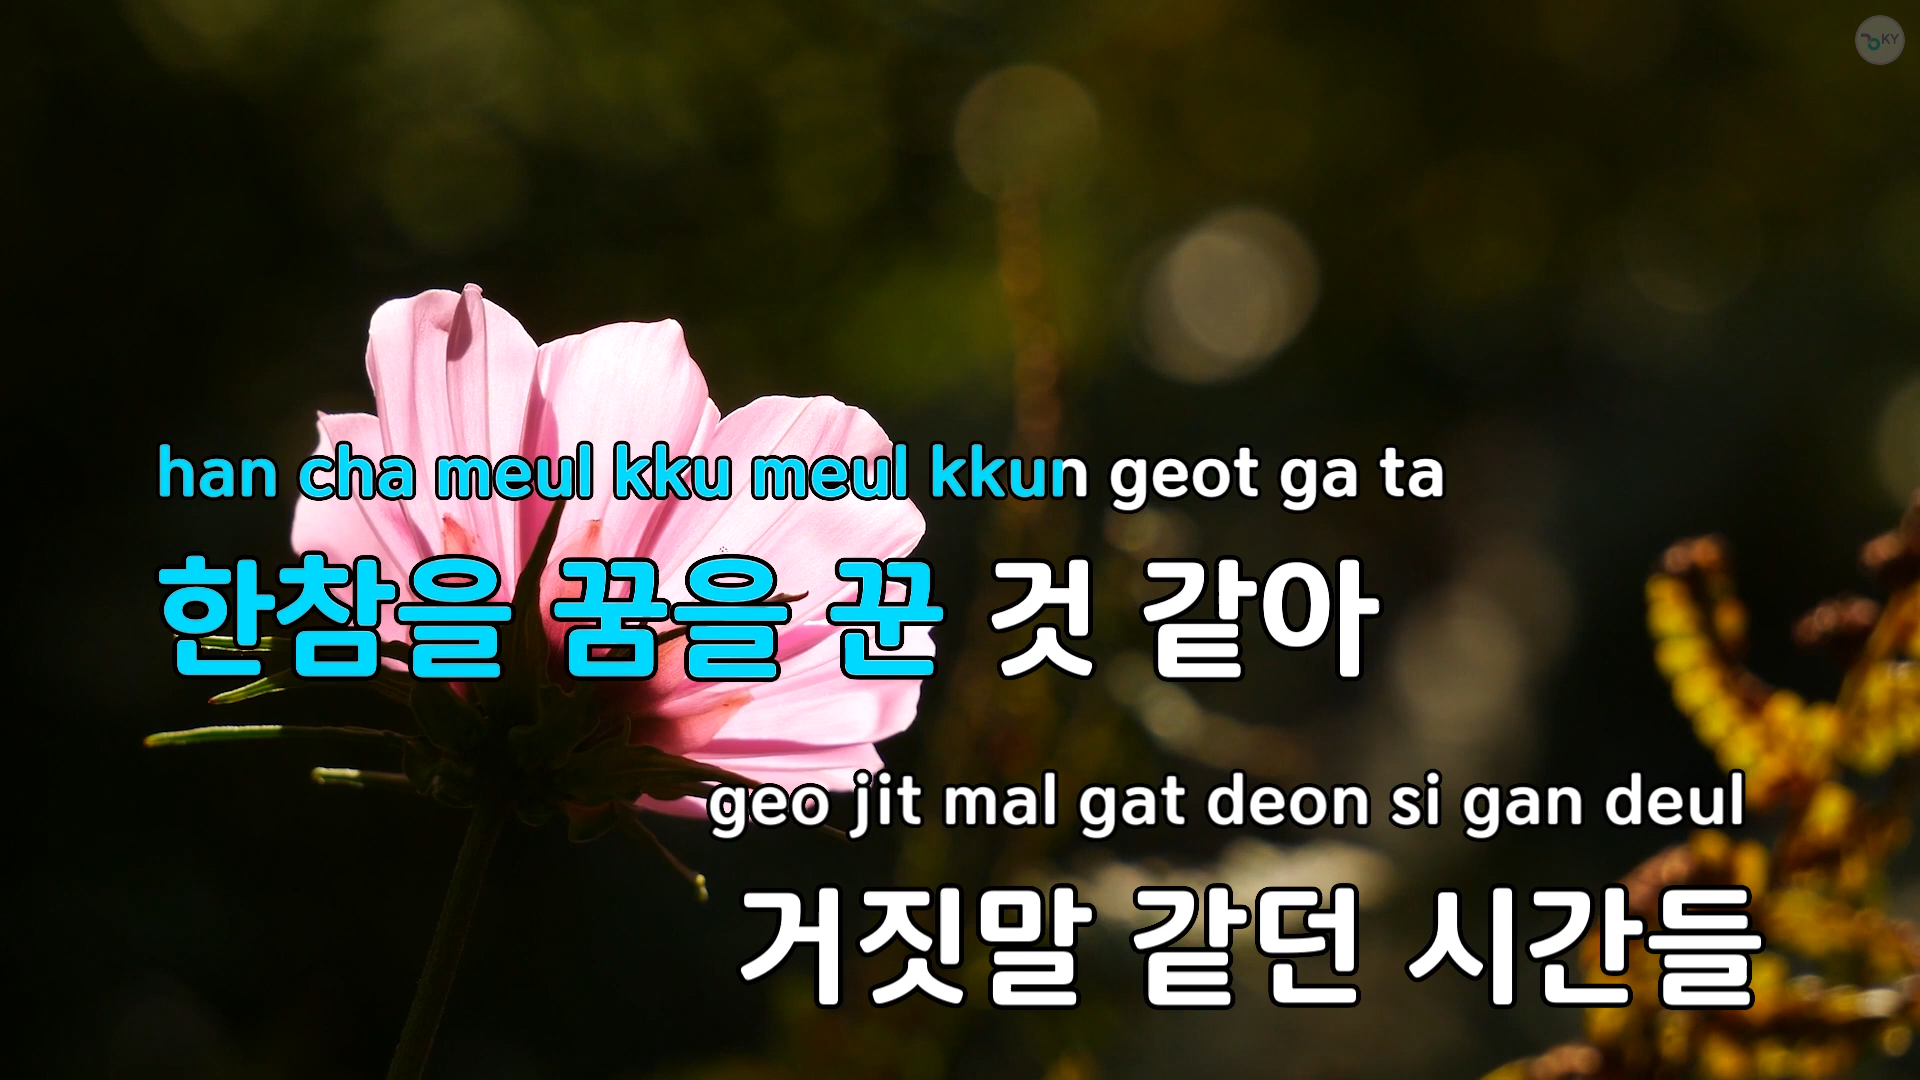 KY
han cha meul kku meul kkun geot ga ta
한참을 꿈을 꾼 것 같아
geo jit mal gat deon si gan deul
거짓말 같던 시간들